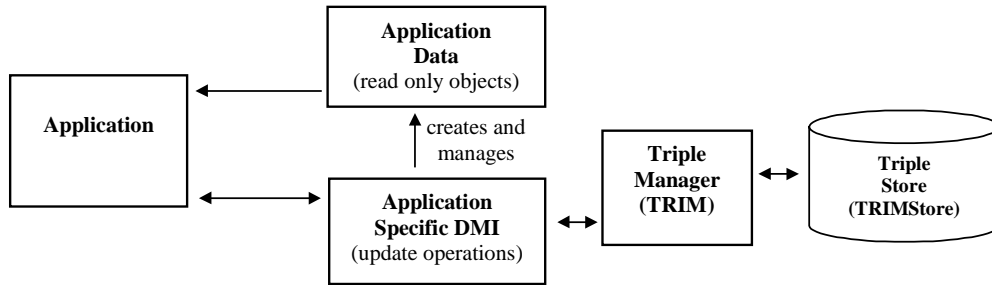 Application
Data
(read only objects)
Application
creates and
manages
Application
Specific DMI
(update operations)
Triple
Manager
(TRIM)
Triple
Store
(TRIMStore)